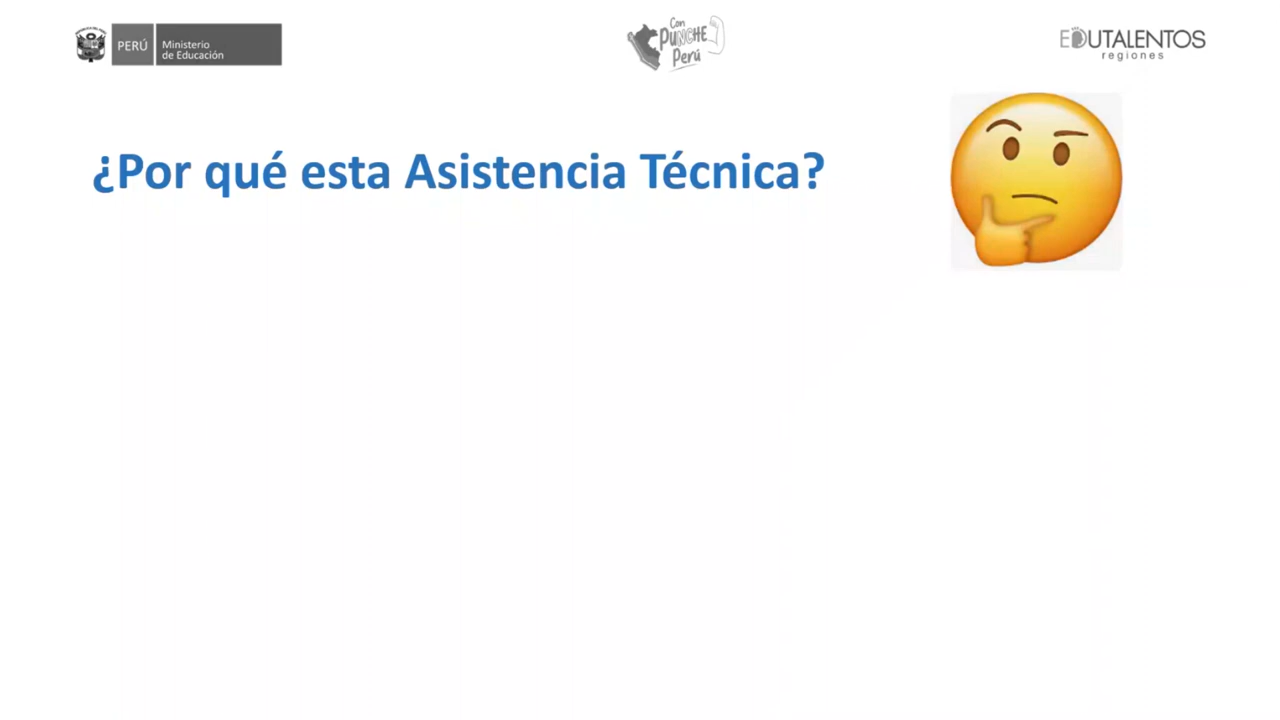 PERÚ
Ministerio
de Educación
Con
PUNCHE
Perú
EDUTALENTOS
regiones
¿Por qué esta Asistencia Técnica?